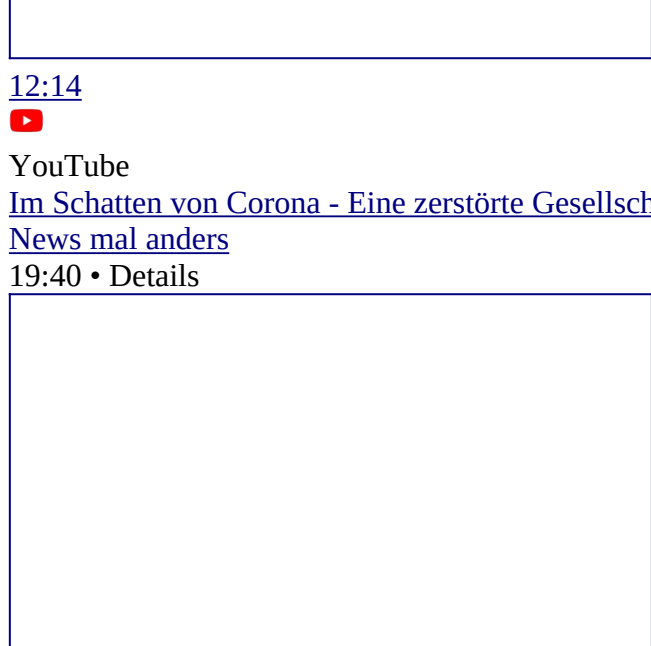 12:14
YouTube
Im Schatten von Corona - Eine zerstörte Gesellsch
News mal anders
19:40 • Details